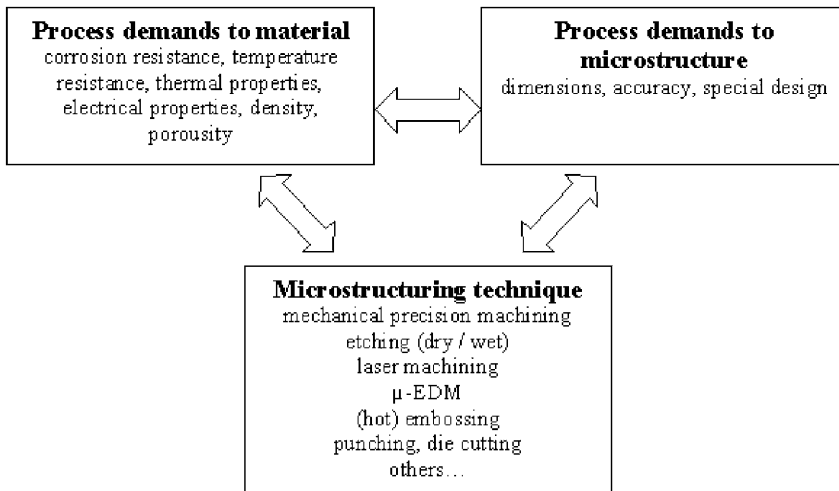 Process demands to material
corrosion resistance, temperature
resistance, thermal properties,
electrical properties, density,
porousity
Process demands to
microstructure
dimensions, accuracy, special design
Microstructuring technique
mechanical precision machining
etching (dry / wet)
laser machining
μ-EDM
(hot) embossing
punching, die cutting
others...